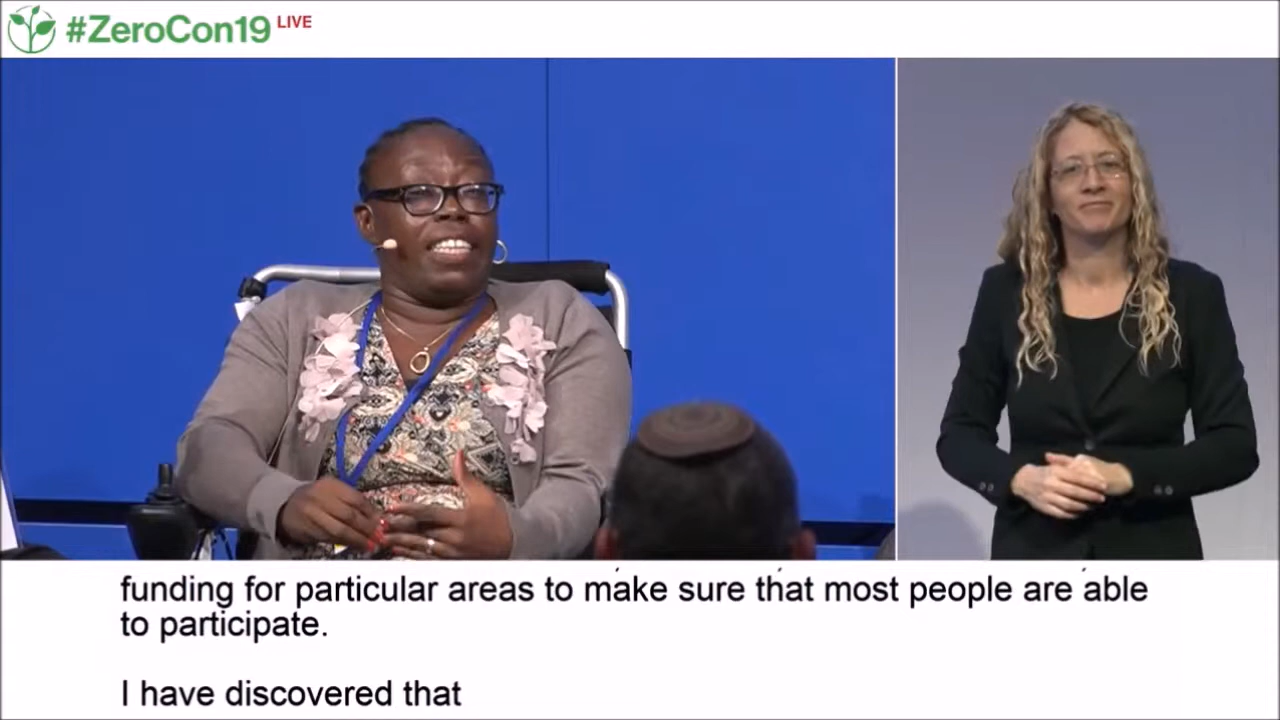 #ZeroCon19 LIVE
funding for particular areas to make sure that most people are able
to participate.
I have discovered that